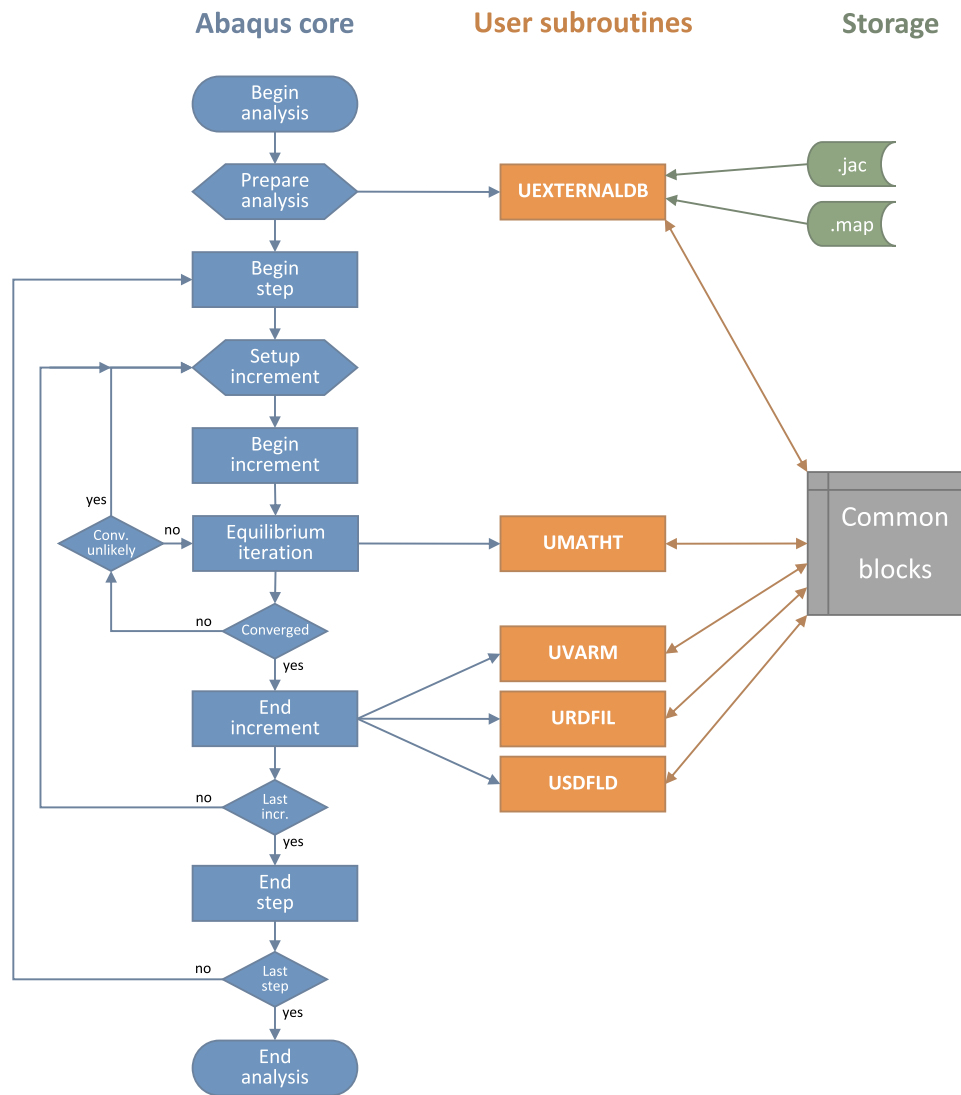 Abaqus core
User subroutines
Storage
Begin
analysis
Prepare
analysis
UEXTERNALDB
.jac
.map
Begin
step
Setup
increment
Begin
increment
yes
Conv.
unlikely
no
Equilibrium
iteration
UMATHT
Common
blocks
no
Converged
yes
UVARM
End
increment
URDFIL
USDFLD
no
Last
incr.
yes
End
step
no
Last
step
yes
End
analysis